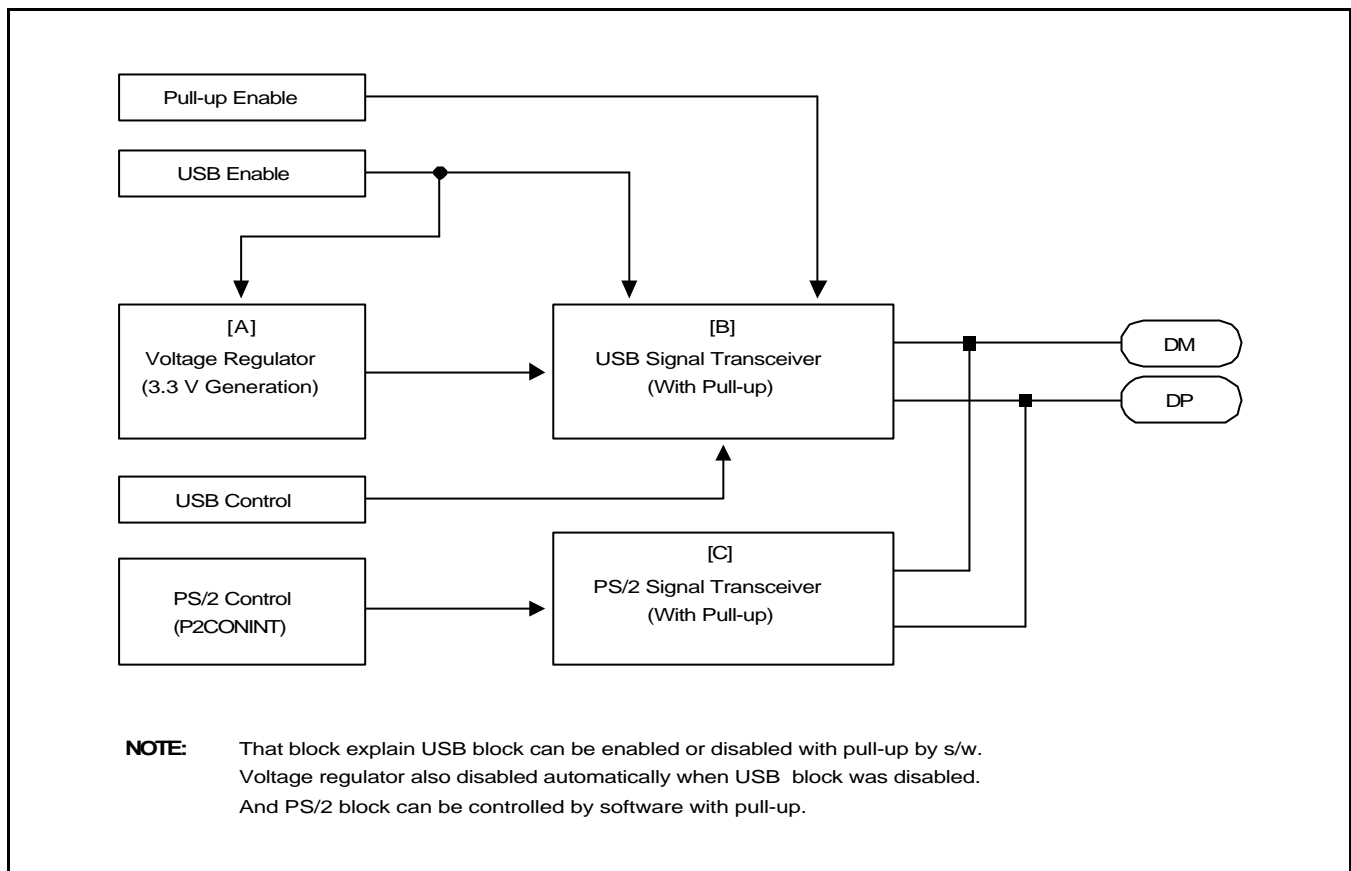 Pull-up Enable
USB Enable
[A]
Voltage Regulator
(3.3 V Generation)
[B]
USB Signal Transceiver
(With Pull-up)
DM
DP
USB Control
PS/2 Control
(P2CONINT)
[C]
PS/2 Signal Transceiver
(With Pull-up)
NOTE: That block explain USB block can be enabled or disabled with pull-up by s/w.
Voltage regulator also disabled automatically when USB block was disabled.
And PS/2 block can be controlled by software with pull-up.